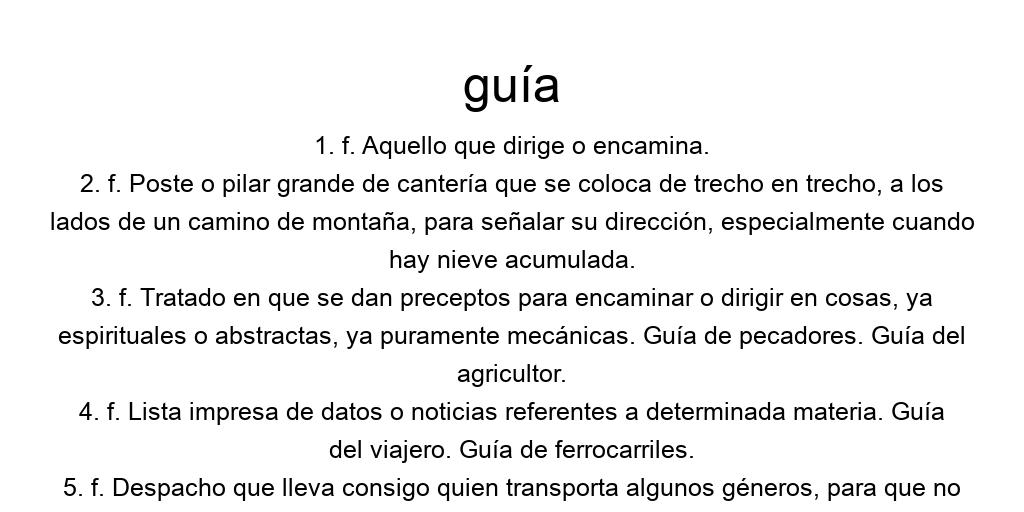 guía
1. f. Aquello que dirige o encamina.
2. f. Poste o pilar grande de cantería que se coloca de trecho en trecho, a los
lados de un camino de montaña, para señalar su dirección, especialmente cuando
hay nieve acumulada.
3. f. Tratado en que se dan preceptos para encaminar o dirigir en cosas, ya
espirituales o abstractas, ya puramente mecánicas. Guía de pecadores. Guía del
agricultor.
4. f. Lista impresa de datos o noticias referentes a determinada materia. Guía
del viajero. Guía de ferrocarriles.
5. f. Despacho que lleva consigo quien transporta algunos géneros, para que no